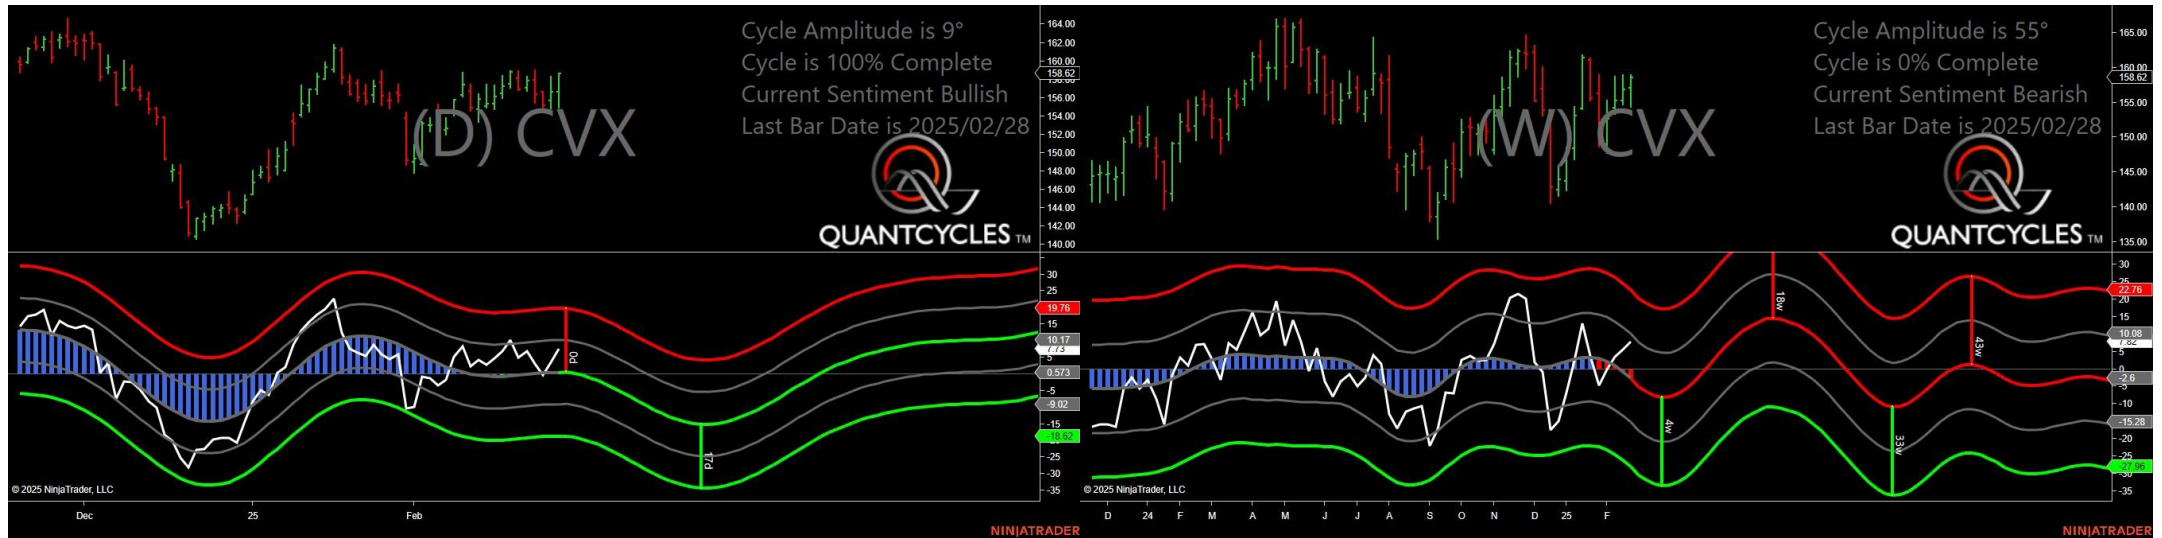 Cycle Amplitude is 9°
Cycle is 100% Complete
Current Sentiment Bullish
Last Bar Date is 2025/02/28
(D) CVX
QUANTCYCLES TM
164.00
162.00
160.00
158.62
156.00
154.00
152.00
150.00
148.00
146.00
144.00
142.00
140.00
30
25
19.76
15
10.17
7.73
5
0.573
-5
-9.02
-15
-18.62
-25
-30
-35
P0
17d
© 2025 NinjaTrader, LLC
Dec
25
Feb
NINJATRADER
Cycle Amplitude is 55°
Cycle is 0% Complete
Current Sentiment Bearish
Last Bar Date is 2025/02/28
(W) CVX
QUANTCYCLES TM
165.00
160.00
158.62
155.00
150.00
145.00
140.00
135.00
30
22.76
20
15
10.08
7.82
5
0
-2.6
-5
-10
-15.28
-20
-25
-27.96
-35
18w
43w
4w
33w
© 2025 NinjaTrader, LLC
D 24 F M A M J J A S O N D 25 F
NINJATRADER